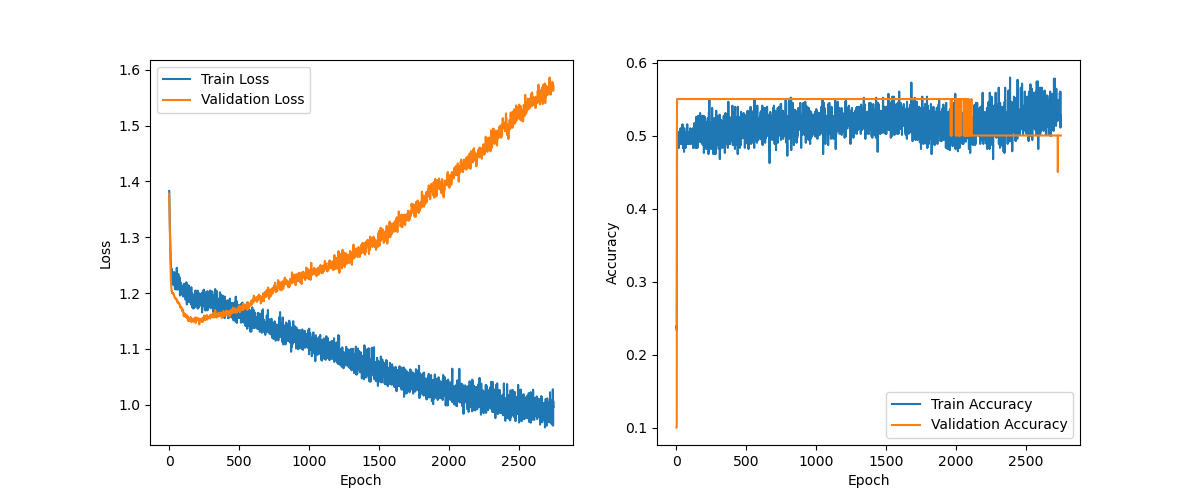 Train Loss
Validation Loss
1.6
1.5
1.4
1.3
1.2
1.1
1.0
Loss
0 500 1000 1500 2000 2500
Epoch
0.6
0.5
0.4
0.3
0.2
0.1
Accuracy
Train Accuracy
Validation Accuracy
0 500 1000 1500 2000 2500
Epoch